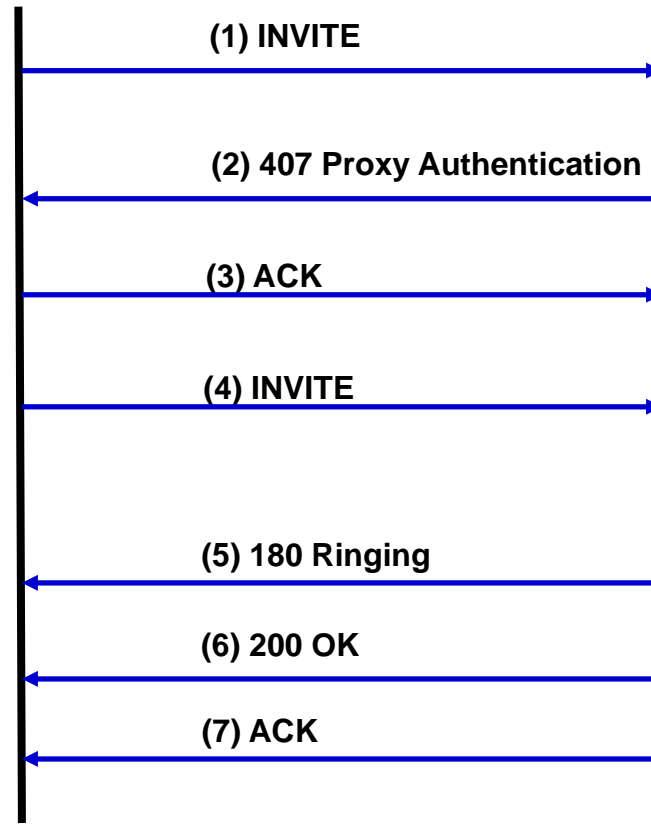 (1) INVITE
(2) 407 Proxy Authentication
(3) ACK
(4) INVITE
(5) 180 Ringing
(6) 200 OK
(7) ACK